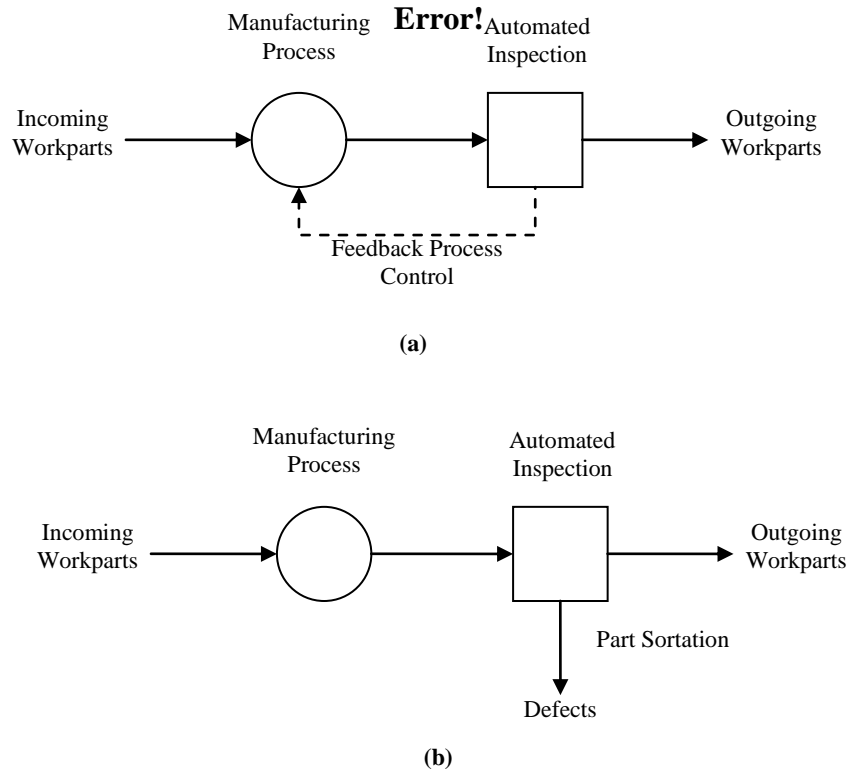 Manufacturing
Process
Error!
Automated
Inspection
Incoming
Workparts
Outgoing
Workparts
Feedback Process
Control
(a)
Manufacturing
Process
Automated
Inspection
Incoming
Workparts
Outgoing
Workparts
Part Sortation
Defects
(b)